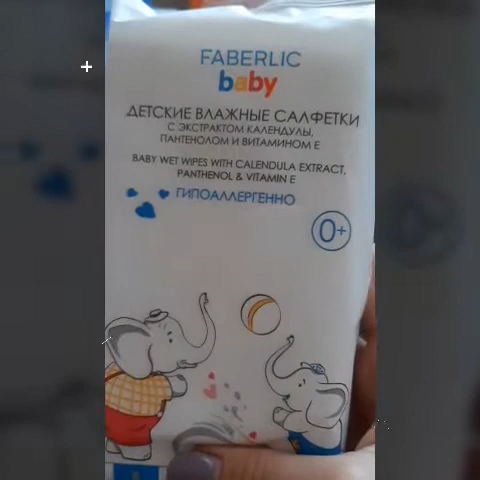 FABERLIC
baby
ДЕТСКИЕ ВЛАЖНЫЕ САЛФЕТКИ
С ЭКСТРАКТОМ КАЛЕНДУЛЫ,
ПАНТЕНОЛОМ И ВИТАМИНОМ Е
BABY WET WIPES WITH CALENDULA EXTRACT,
PANTHENOL & VITAMIN E
ГИПОАЛЛЕРГЕННО
0+